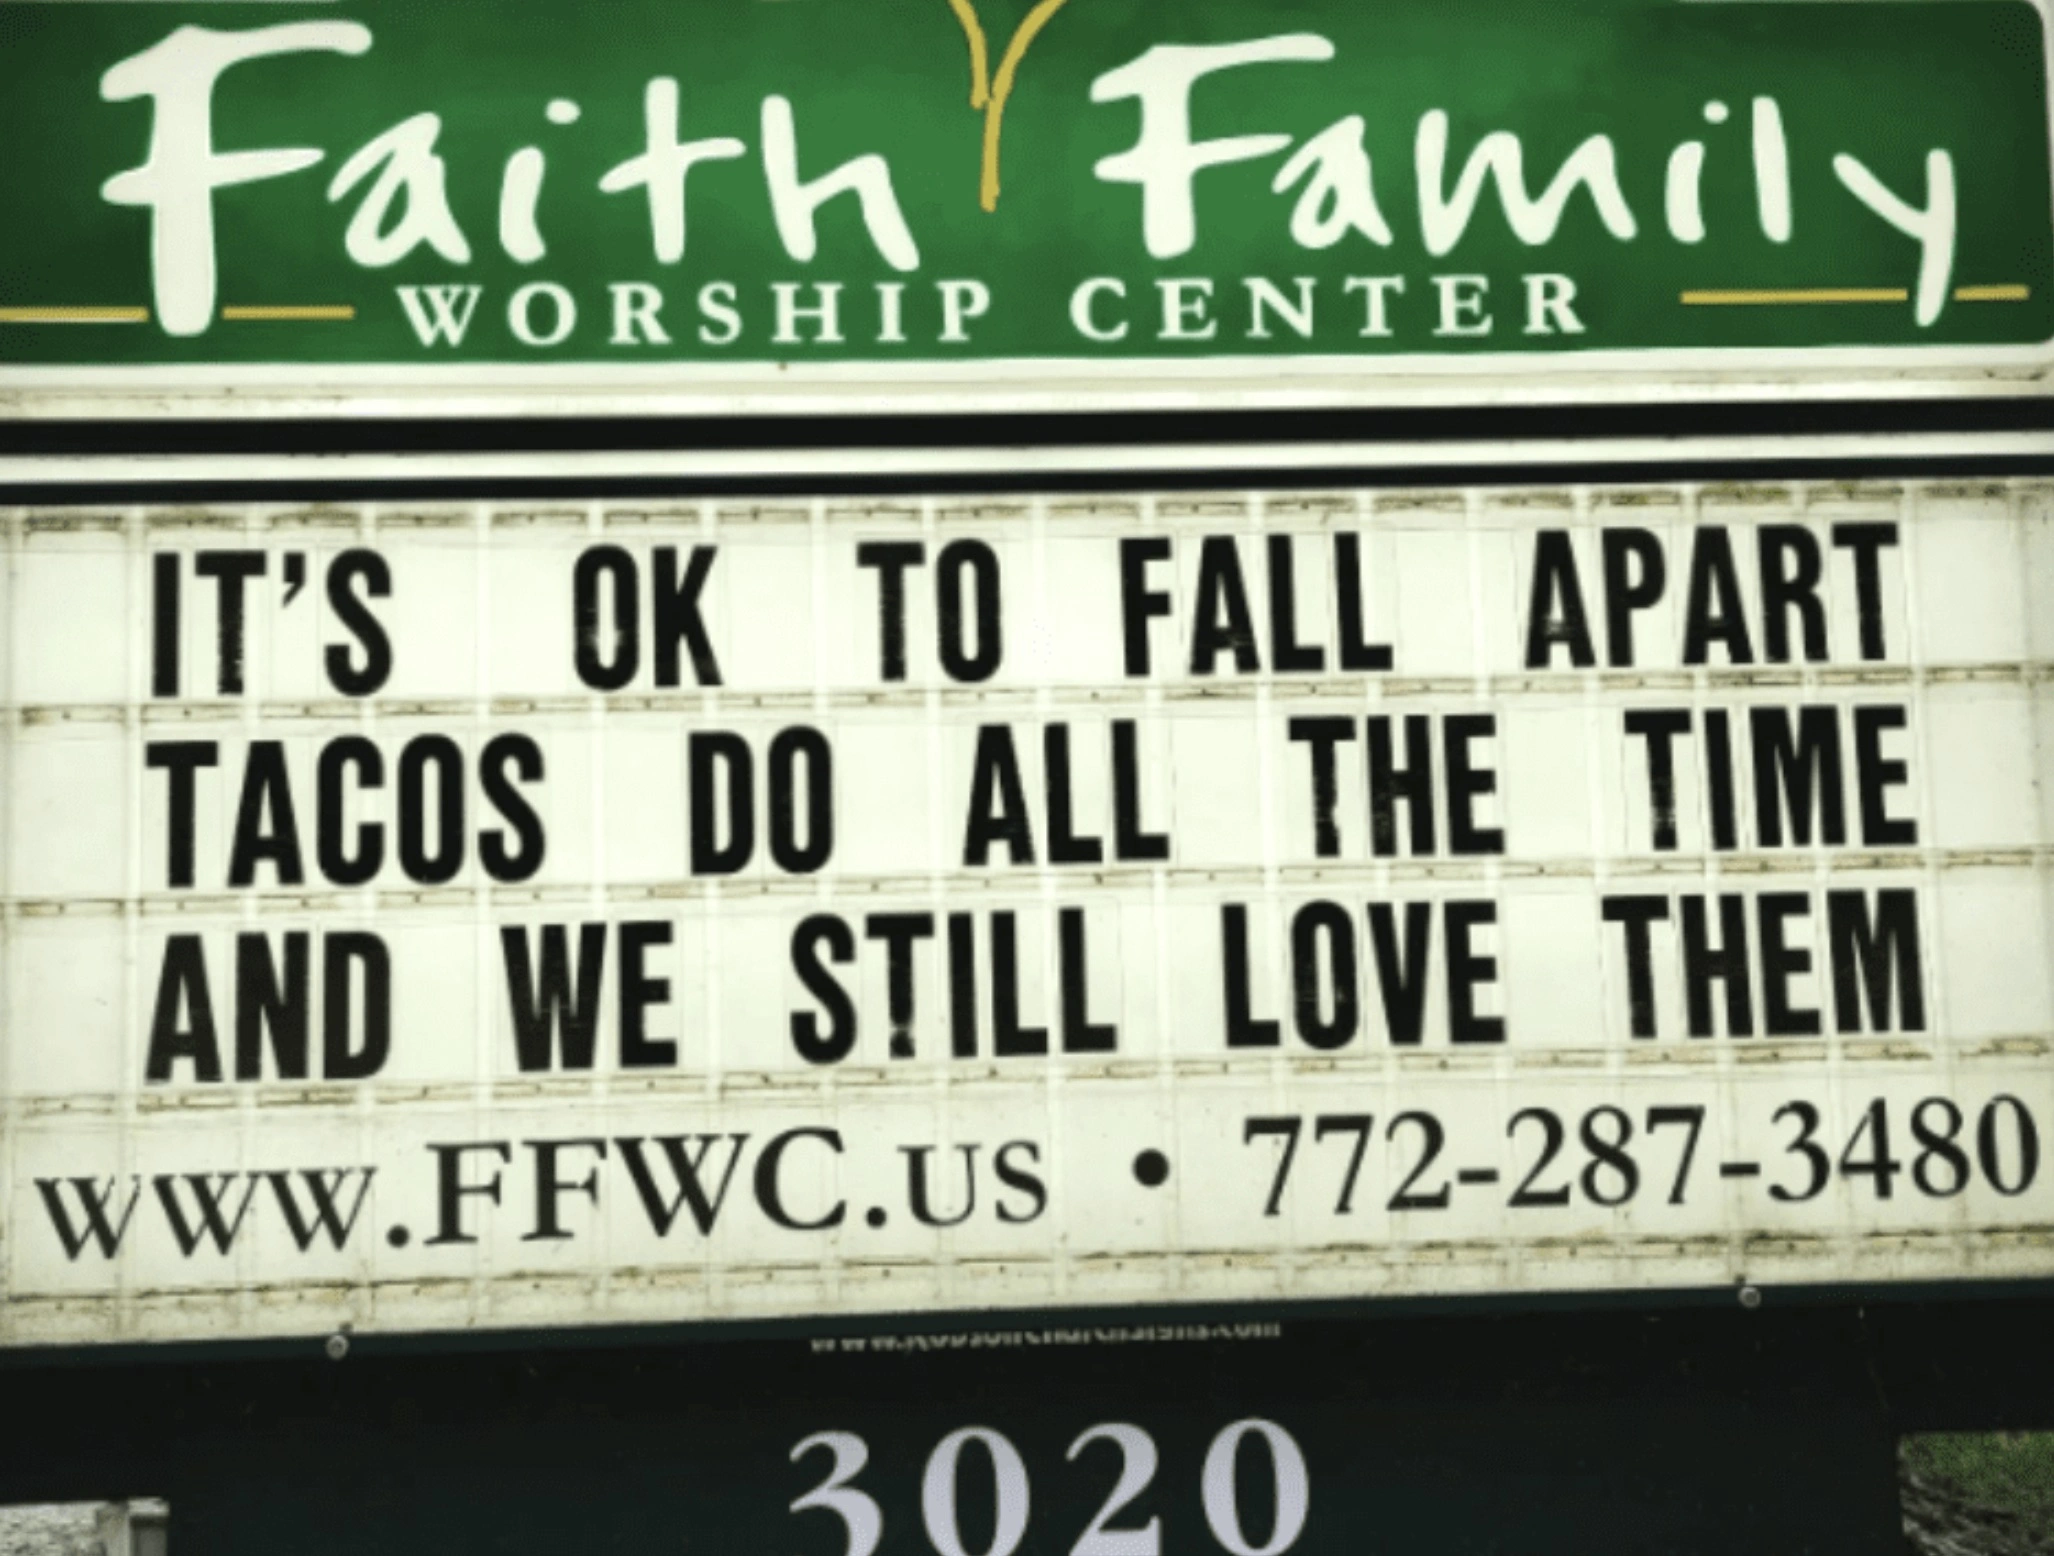 Faith Family
WORSHIP CENTER
IT'S OK TO FALL APART
TACOS DO ALL THE TIME
AND WE STILL LOVE THEM
WWW.FFWC.US • 772-287-3480
3020